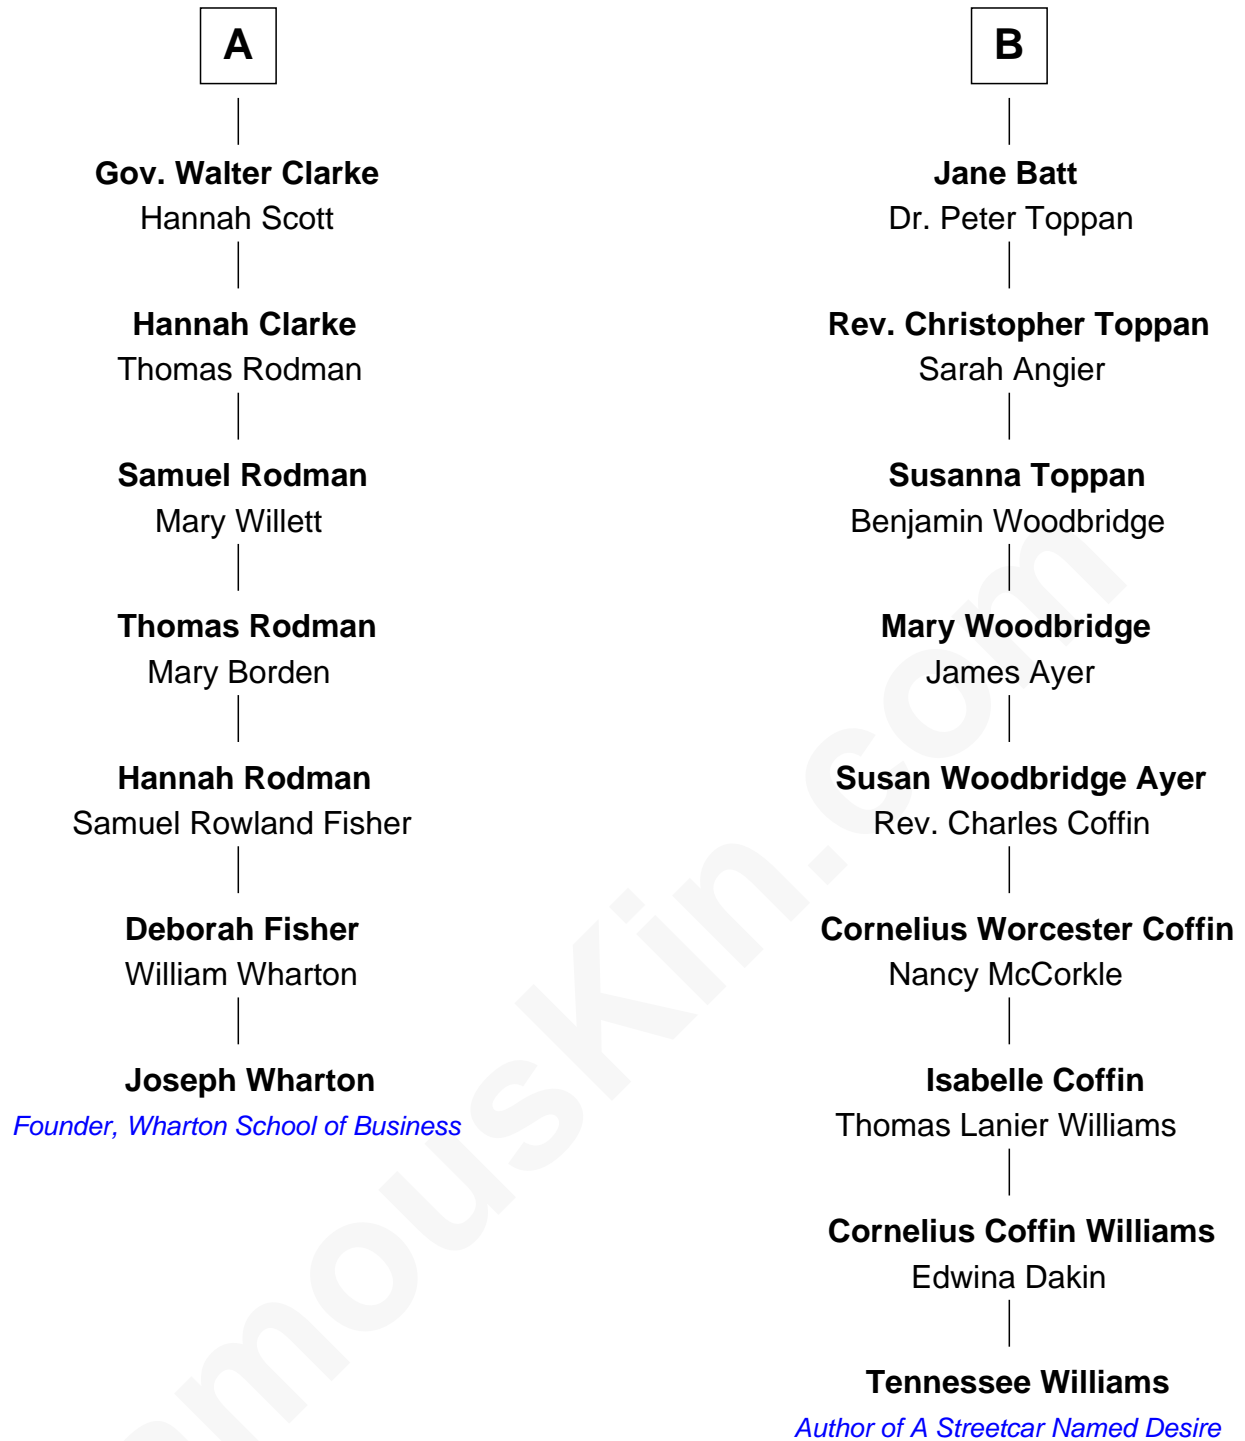 A
Gov. Walter Clarke
Hannah Scott
Hannah Clarke
Thomas Rodman
Samuel Rodman
Mary Willett
Thomas Rodman
Mary Borden
Hannah Rodman
Samuel Rowland Fisher
Deborah Fisher
William Wharton
Joseph Wharton
Founder, Wharton School of Business
B
Jane Batt
Dr. Peter Toppan
Rev. Christopher Toppan
Sarah Angier
Susanna Toppan
Benjamin Woodbridge
Mary Woodbridge
James Ayer
Susan Woodbridge Ayer
Rev. Charles Coffin
Cornelius Worcester Coffin
Nancy McCorkle
Isabelle Coffin
Thomas Lanier Williams
Cornelius Coffin Williams
Edwina Dakin
Tennessee Williams
Author of A Streetcar Named Desire
amouskin.com